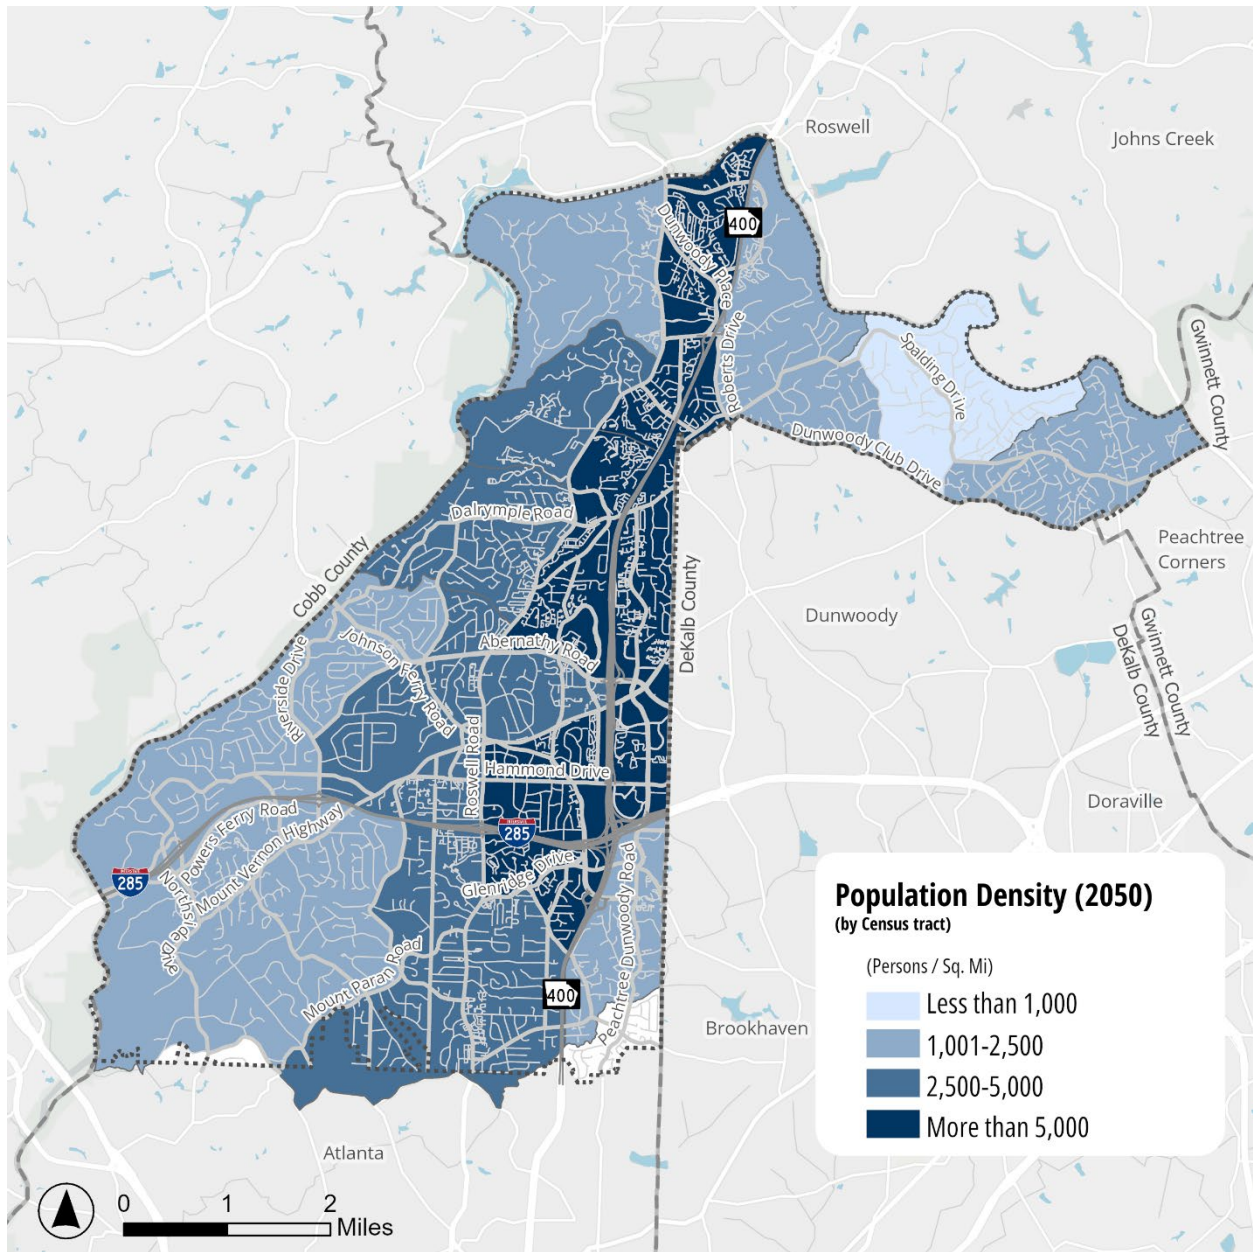 Roswell
Johns Creek
400
Dunwoody Place
Roberts Drive
Spalding Drive
Gwinnett County
Dunwoody Club Drive
Dalrymple Road
Peachtree
Corners
Cobb County
DeKalb County
Dunwoody
Gwinnett County
DeKalb County
Johnson Ferry Road
Abernathy Road
Riverside Drive
Roswell Road
Hammond Drive
Doraville
Powers Ferry Road
Mount Vernon Highway
INTERSTATE
285
INTERSTATE
285
Northside Drive
Glenridge Drive
Peachtree Dunwoody Road
Mount Paran Road
400
Brookhaven
Atlanta
Population Density (2050)
(by Census tract)
(Persons / Sq. Mi)
Less than 1,000
1,001-2,500
2,500-5,000
More than 5,000
0 1 2
Miles